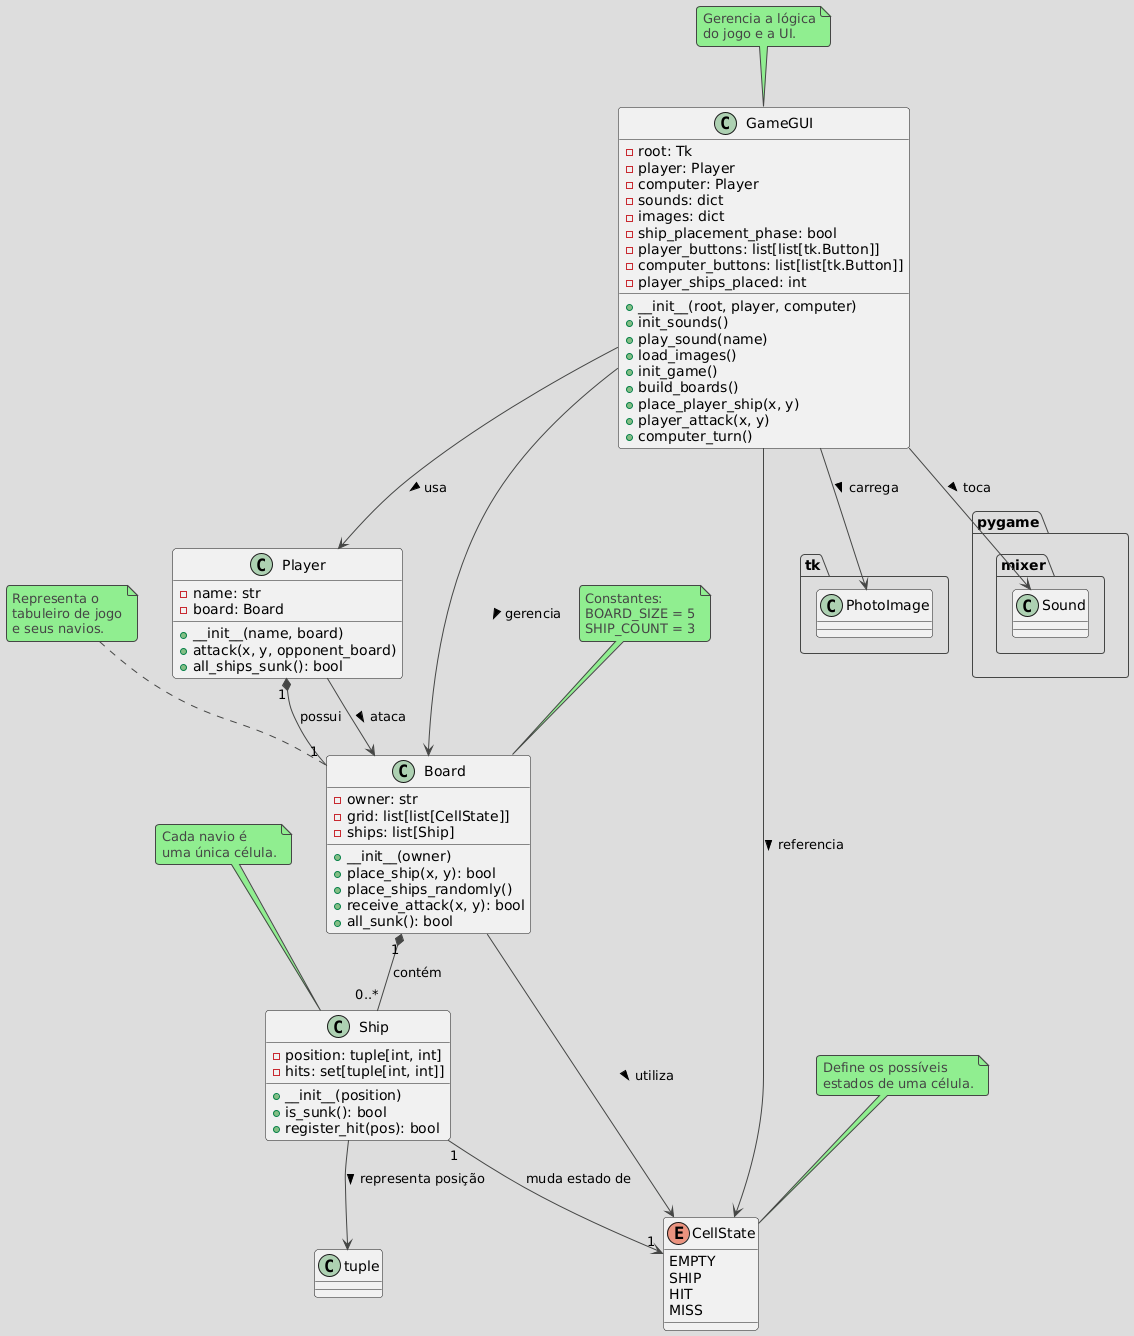 Gerencia a lógica
do jogo e a UI.
C GameGUI
root: Tk
player: Player
computer: Player
sounds: dict
images: dict
ship_placement_phase: bool
player_buttons: list[list[tk.Button]]
computer_buttons: list[list[tk.Button]]
player_ships_placed: int
__init__(root, player, computer)
init_sounds()
play_sound(name)
load_images()
init_game()
build_boards()
place_player_ship(x, y)
player_attack(x, y)
computer_turn()
usa
carrega
toca
pygame
tk
mixer
C PhotoImage
C Sound
C Player
name: str
board: Board
__init__(name, board)
attack(x, y, opponent_board)
all_ships_sunk(): bool
Representa o
tabuleiro de jogo
e seus navios.
gerencia
Constantes:
BOARD_SIZE = 5
SHIP_COUNT = 3
1
possui
ataca
1
C Board
owner: str
grid: list[list[CellState]]
ships: list[Ship]
__init__(owner)
place_ship(x, y): bool
place_ships_randomly()
receive_attack(x, y): bool
all_sunk(): bool
Cada navio é
uma única célula.
referencia
1
contém
0..*
C Ship
position: tuple[int, int]
hits: set[tuple[int, int]]
__init__(position)
is_sunk(): bool
register_hit(pos): bool
utiliza
Define os possíveis
estados de uma célula.
1
representa posição
muda estado de
1
C tuple
E CellState
EMPTY
SHIP
HIT
MISS